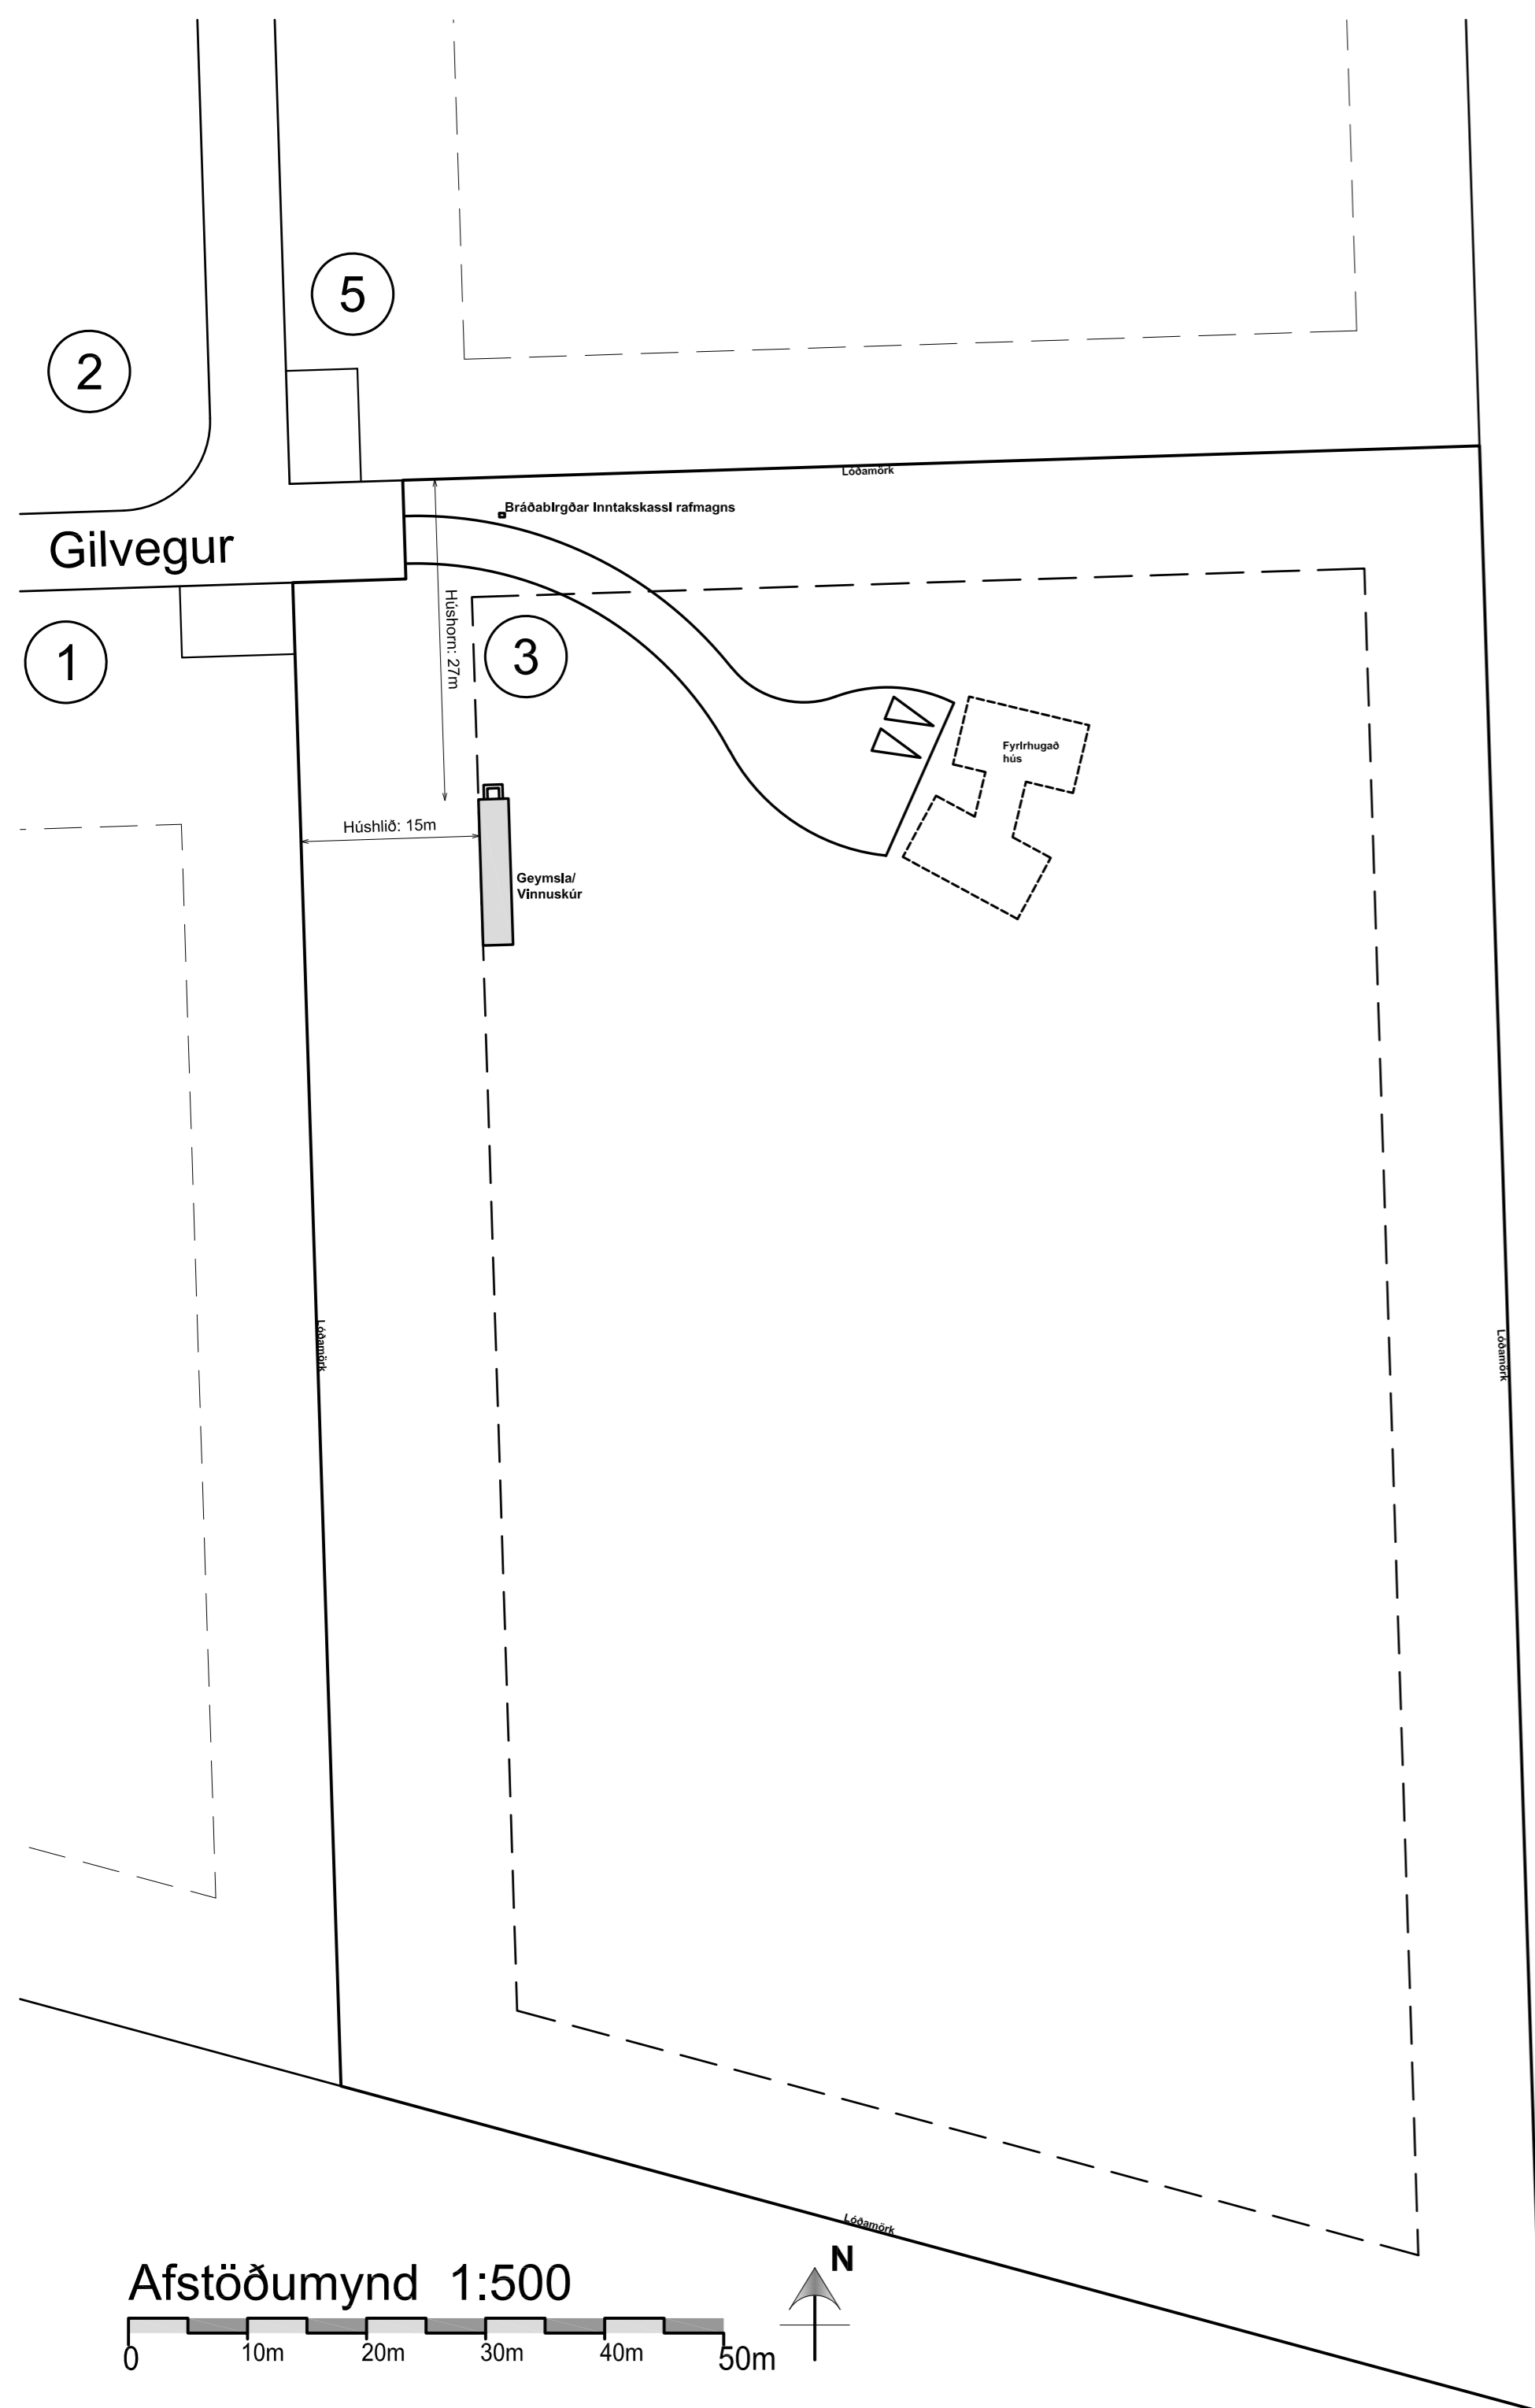 5
2
Lóðamörk
Bráðabirgðar Inntakskassi rafmagns
Gilvegur
Húshorn: 27m
3
1
Fyrirhugað
hús
Húshlið: 15m
Geymsla/
Vinnuskúr
Lóðamörk
Lóðamörk
Lóðamörk
N
Afstöðumynd 1:500
0
10m
20m
30m
40m
50m